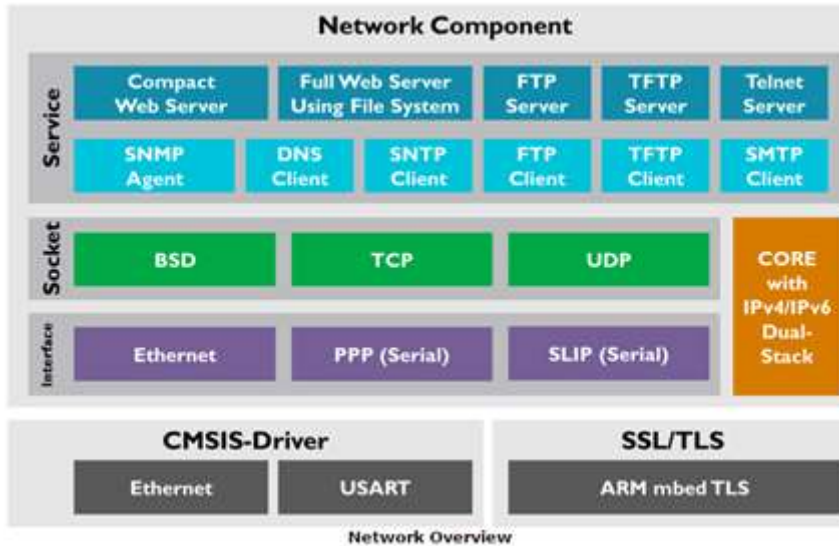 Network Component
Service
Compact
Web Server
Full Web Server
Using File System
FTP
Server
TFTP
Server
Telnet
Server
SNMP
Agent
DNS
Client
SNTP
Client
FTP
Client
TFTP
Client
SMTP
Client
Socket
BSD
TCP
UDP
CORE
with
IPv4/IPv6
Dual-
Stack
Interface
Ethernet
PPP (Serial)
SLIP (Serial)
CMSIS-Driver
Ethernet
USART
SSL/TLS
ARM mbed TLS
Network Overview